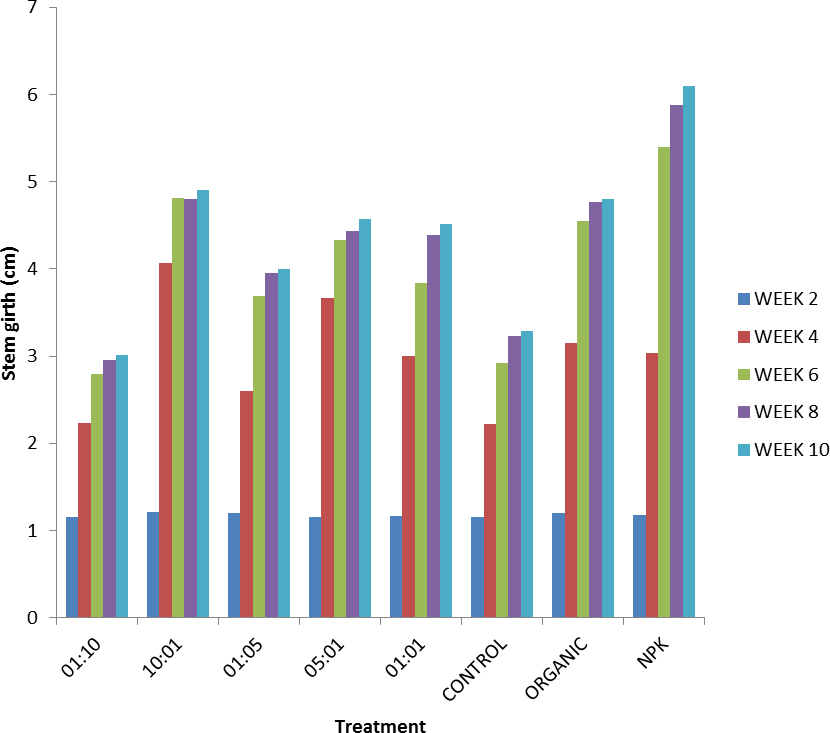 7
6
5
4
3
2
1
0
Stem girth (cm)
01:10
10:01
01:05
05:01
01:01
CONTROL
ORGANIC
NPK
Treatment
WEEK 2
WEEK 4
WEEK 6
WEEK 8
WEEK 10